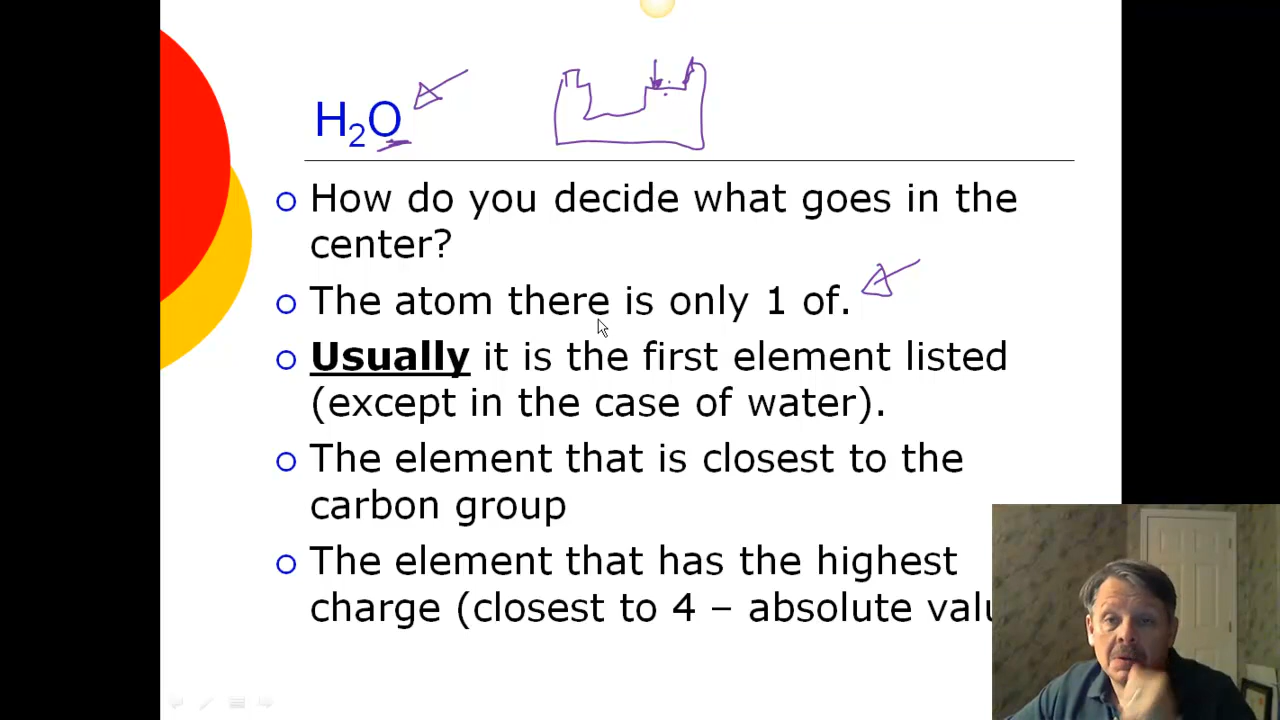 H₂O
How do you decide what goes in the
center?
The atom there is only 1 of.
Usually it is the first element listed
(except in the case of water).
The element that is closest to the
carbon group
The element that has the highest
charge (closest to 4 – absolute valu